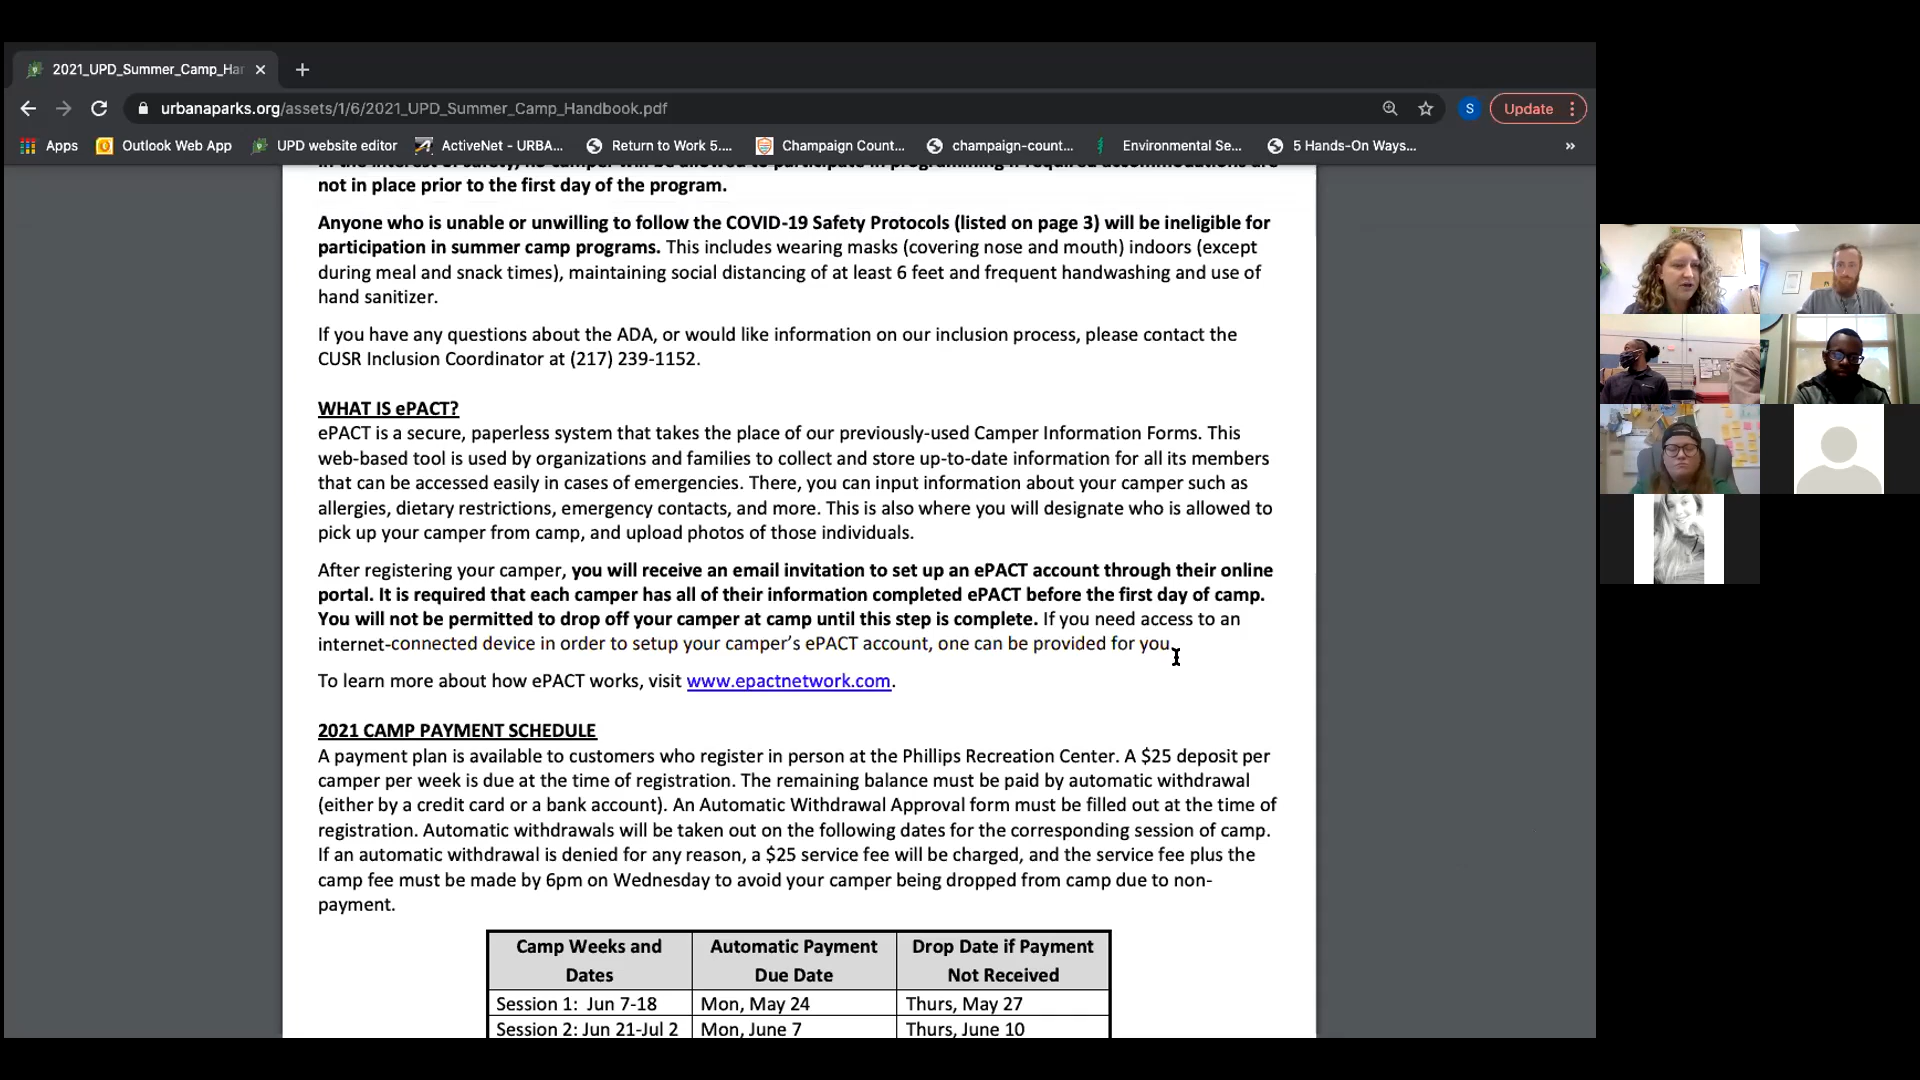 2021_UPD_Summer_Camp_Har
urbanaparks.org/assets/1/6/2021_UPD_Summer_Camp_Handbook.pdf
S
Update
Apps
Outlook Web App
UPD website editor
ActiveNet - URBA...
Return to Work 5....
Champaign Count...
champaign-count...
Environmental Se...
5 Hands-On Ways...
»
In the interest of safety, no camper will be allowed to participate in programming if required accommodations are
not in place prior to the first day of the program.
Anyone who is unable or unwilling to follow the COVID-19 Safety Protocols (listed on page 3) will be ineligible for
participation in summer camp programs. This includes wearing masks (covering nose and mouth) indoors (except
during meal and snack times), maintaining social distancing of at least 6 feet and frequent handwashing and use of
hand sanitizer.
If you have any questions about the ADA, or would like information on our inclusion process, please contact the
CUSR Inclusion Coordinator at (217) 239-1152.
WHAT IS ePACT?
ePACT is a secure, paperless system that takes the place of our previously-used Camper Information Forms. This
web-based tool is used by organizations and families to collect and store up-to-date information for all its members
that can be accessed easily in cases of emergencies. There, you can input information about your camper such as
allergies, dietary restrictions, emergency contacts, and more. This is also where you will designate who is allowed to
pick up your camper from camp, and upload photos of those individuals.
After registering your camper, you will receive an email invitation to set up an ePACT account through their online
portal. It is required that each camper has all of their information completed ePACT before the first day of camp.
You will not be permitted to drop off your camper at camp until this step is complete. If you need access to an
internet-connected device in order to setup your camper's ePACT account, one can be provided for you.
To learn more about how ePACT works, visit www.epactnetwork.com.
2021 CAMP PAYMENT SCHEDULE
A payment plan is available to customers who register in person at the Phillips Recreation Center. A $25 deposit per
camper per week is due at the time of registration. The remaining balance must be paid by automatic withdrawal
(either by a credit card or a bank account). An Automatic Withdrawal Approval form must be filled out at the time of
registration. Automatic withdrawals will be taken out on the following dates for the corresponding session of camp.
If an automatic withdrawal is denied for any reason, a $25 service fee will be charged, and the service fee plus the
camp fee must be made by 6pm on Wednesday to avoid your camper being dropped from camp due to non-
payment.
Camp Weeks and Dates
Automatic Payment Due Date
Drop Date if Payment Not Received
Session 1: Jun 7-18
Mon, May 24
Thurs, May 27
Session 2: Jun 21-Jul 2
Mon, June 7
Thurs, June 10